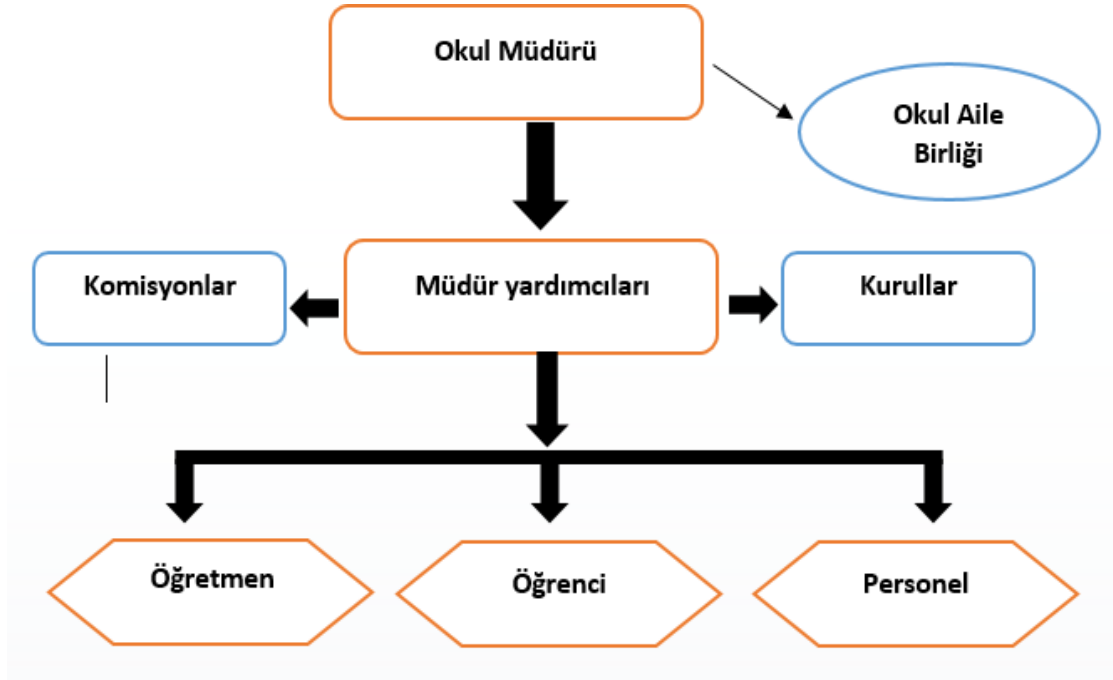 Okul Müdürü
Okul Aile
Birliği
Komisyonlar
Müdür yardımcıları
Kurullar
Öğretmen
Öğrenci
Personel